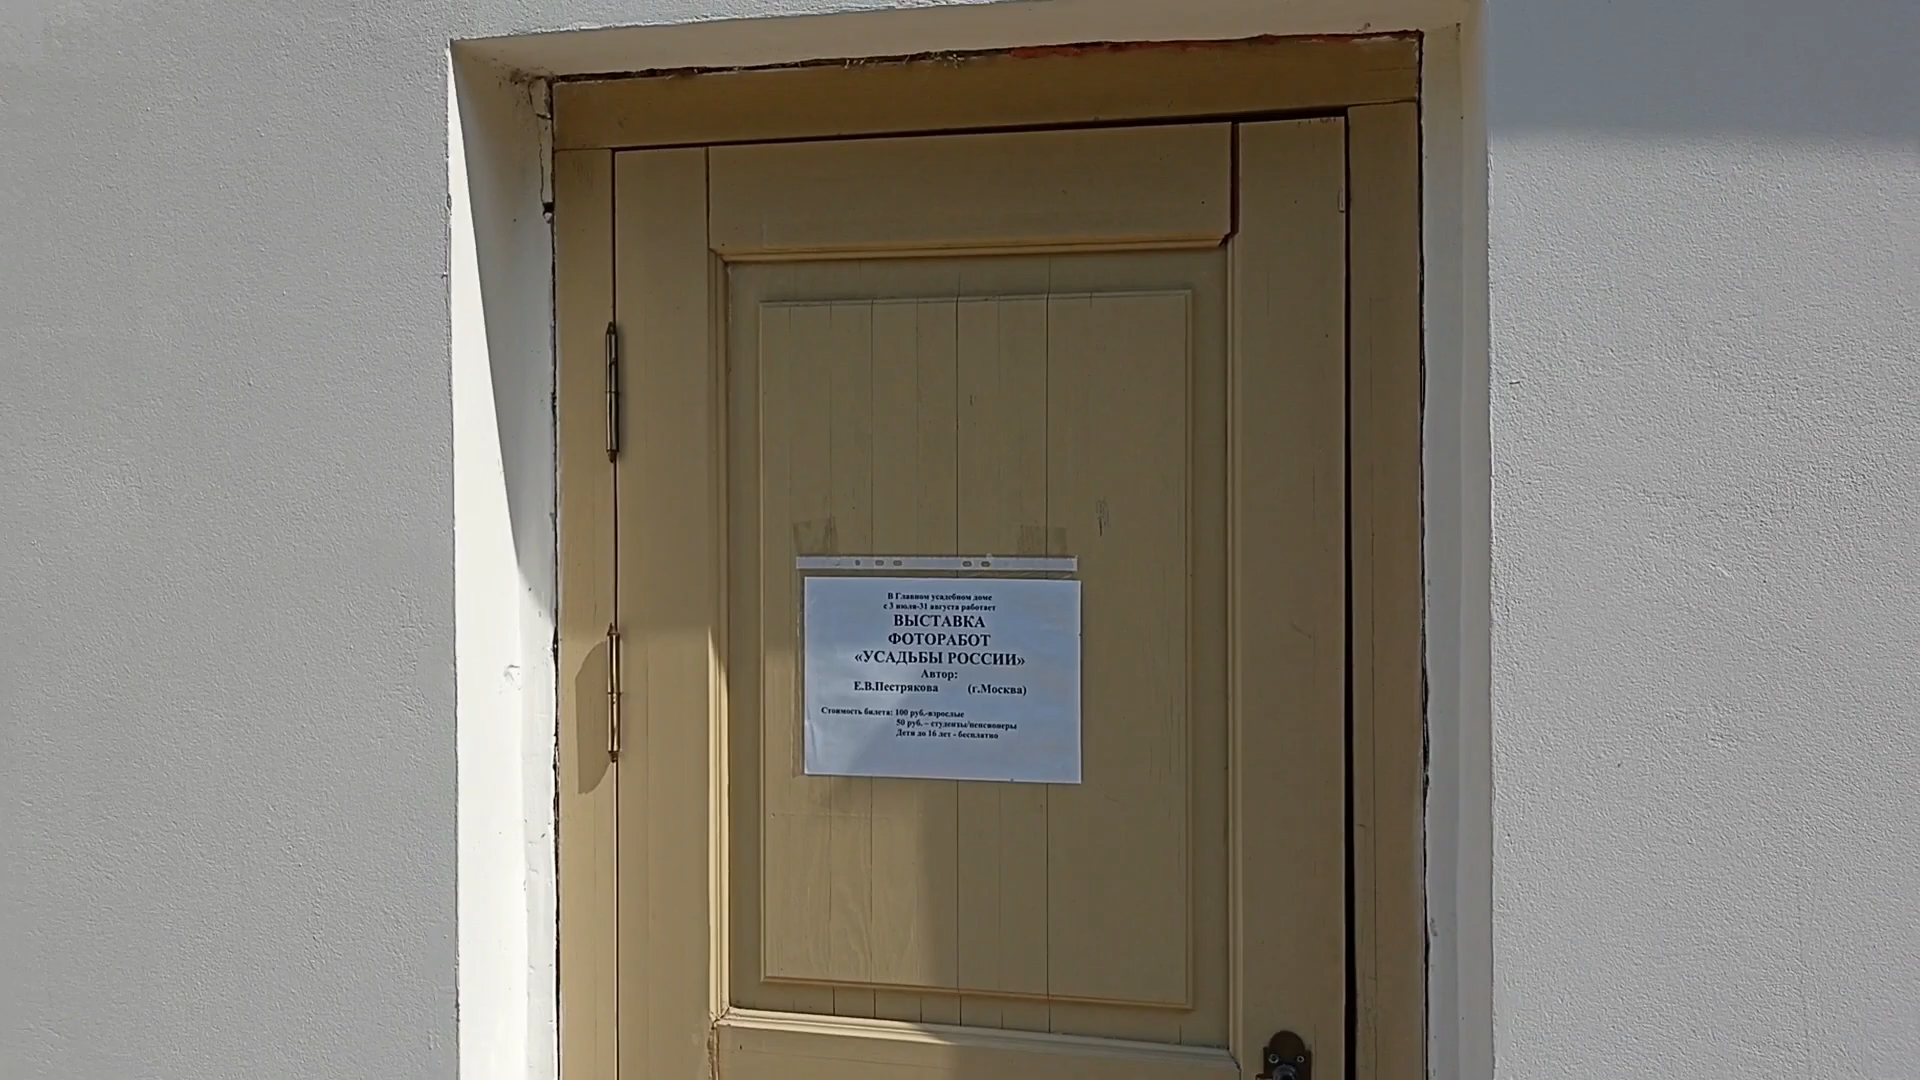 В Главном усадебном доме
с 3 июля-31 августа работает
ВЫСТАВКА
ФОТОРАБОТ
«УСАДЬБЫ РОССИИ»
Автор:
Е.В.Пестрякова (г.Москва)
Стоимость билета: 100 руб.-взрослые
50 руб. – студенты/пенсионеры
Дети до 16 лет - бесплатно